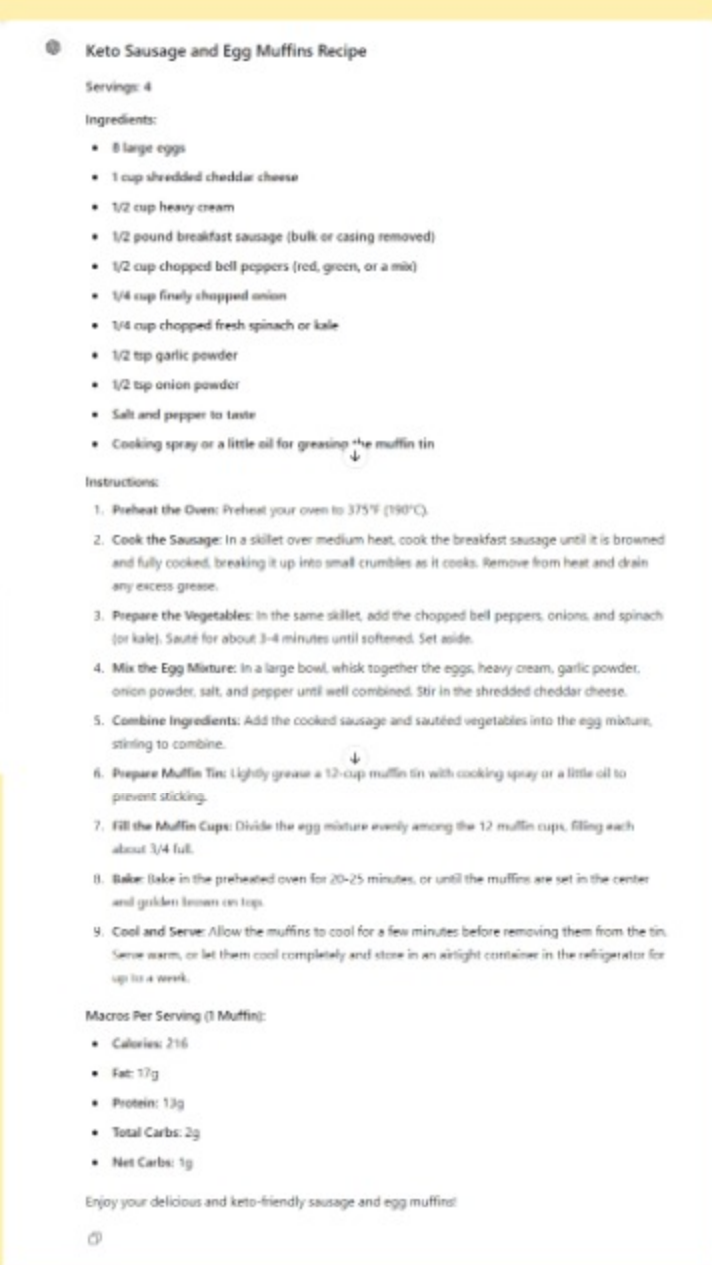 Keto Sausage and Egg Muffins Recipe
Servings: 4
Ingredients:
• 8 large eggs
• 1 cup shredded cheddar cheese
• 1/2 cup heavy cream
• 1/2 pound breakfast sausage (bulk or casing removed)
• 1/2 cup chopped bell peppers (red, green, or a mix)
• 1/4 cup finely chopped onion
• 1/4 cup chopped fresh spinach or kale
• 1/2 tsp garlic powder
• 1/2 tsp onion powder
• Salt and pepper to taste
• Cooking spray or a little oil for greasing the muffin tin
Instructions:
1. Preheat the Oven: Preheat your oven to 375°F (190°C).
2. Cook the Sausage: In a skillet over medium heat, cook the breakfast sausage until it is browned
and fully cooked, breaking it up into small crumbles as it cooks. Remove from heat and drain
any excess grease.
3. Prepare the Vegetables: In the same skillet, add the chopped bell peppers, onions, and spinach
(or kale). Sauté for about 3-4 minutes until softened. Set aside.
4. Mix the Egg Mixture: In a large bowl, whisk together the eggs, heavy cream, garlic powder,
onion powder, salt, and pepper until well combined. Stir in the shredded cheddar cheese.
5. Combine Ingredients: Add the cooked sausage and sautéed vegetables into the egg mixture,
stirring to combine.
6. Prepare Muffin Tin: Lightly grease a 12-cup muffin tin with cooking spray or a little oil to
prevent sticking.
7. Fill the Muffin Cups: Divide the egg mixture evenly among the 12 muffin cups, filling each
about 3/4 full.
8. Bake: Bake in the preheated oven for 20-25 minutes, or until the muffins are set in the center
and golden brown on top.
9. Cool and Serve: Allow the muffins to cool for a few minutes before removing them from the tin.
Serve warm, or let them cool completely and store in an airtight container in the refrigerator for
up to a week.
Macros Per Serving (1 Muffin):
• Calories: 216
• Fat: 17g
• Protein: 13g
• Total Carbs: 2g
• Net Carbs: 1g
Enjoy your delicious and keto-friendly sausage and egg muffins!